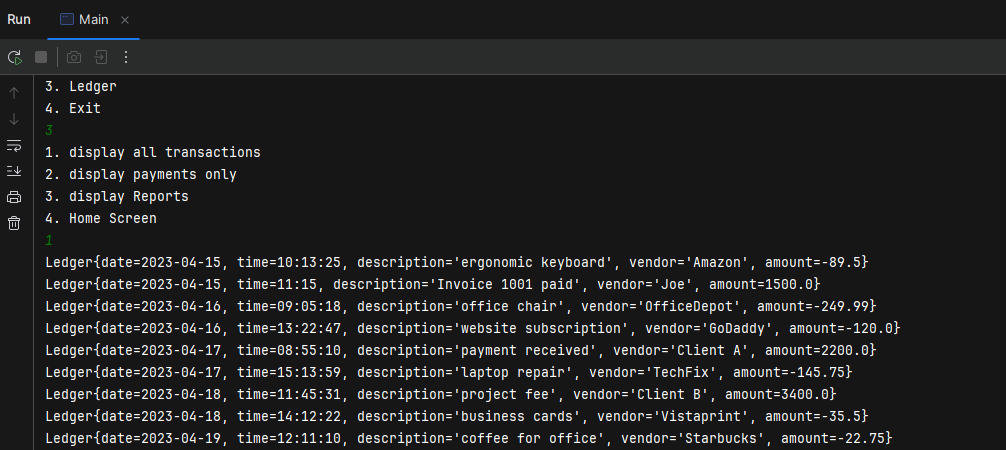 Run Main
3. Ledger
4. Exit
3
1. display all transactions
2. display payments only
3. display Reports
4. Home Screen
1
Ledger{date=2023-04-15, time=10:13:25, description='ergonomic keyboard', vendor='Amazon', amount=-89.5}
Ledger{date=2023-04-15, time=11:15, description='Invoice 1001 paid', vendor='Joe', amount=1500.0}
Ledger{date=2023-04-16, time=09:05:18, description='office chair', vendor='OfficeDepot', amount=-249.99}
Ledger{date=2023-04-16, time=13:22:47, description='website subscription', vendor='GoDaddy', amount=-120.0}
Ledger{date=2023-04-17, time=08:55:10, description='payment received', vendor='Client A', amount=2200.0}
Ledger{date=2023-04-17, time=15:13:59, description='laptop repair', vendor='TechFix', amount=-145.75}
Ledger{date=2023-04-18, time=11:45:31, description='project fee', vendor='Client B', amount=3400.0}
Ledger{date=2023-04-18, time=14:12:22, description='business cards', vendor='Vistaprint', amount=-35.5}
Ledger{date=2023-04-19, time=12:11:10, description='coffee for office', vendor='Starbucks', amount=-22.75}